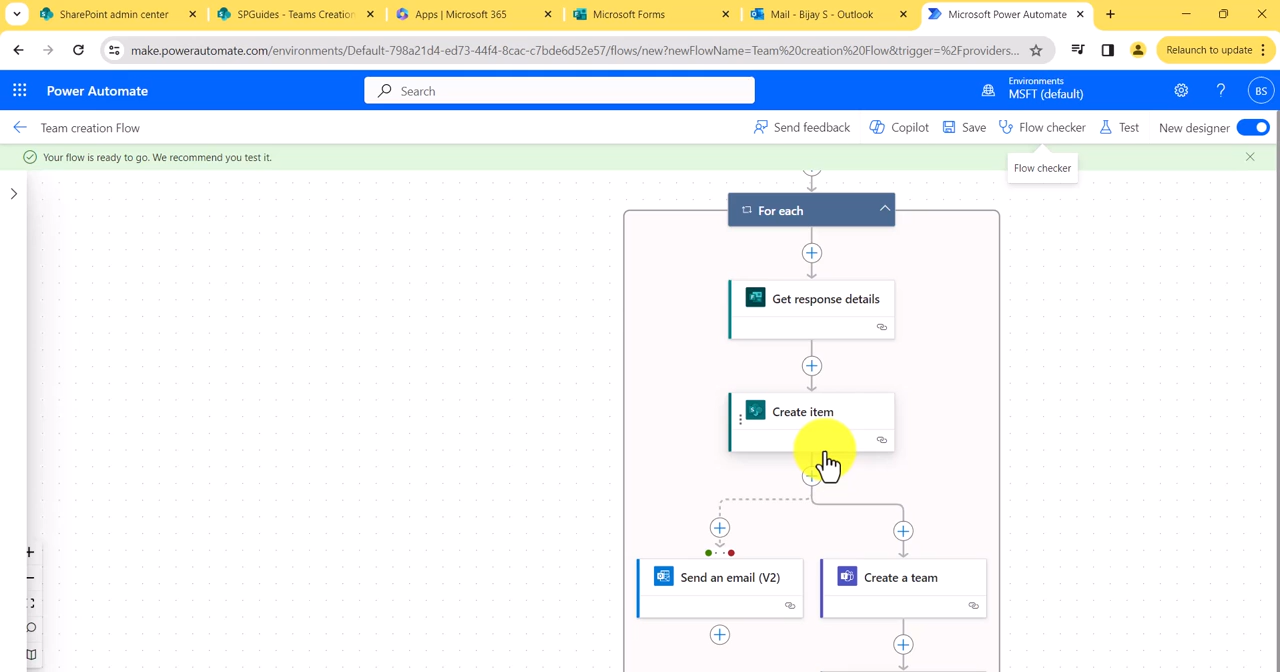 SharePoint admin center
SPGuides - Teams Creation
Apps | Microsoft 365
Microsoft Forms
Mail - Bijay S - Outlook
Microsoft Power Automate
make.powerautomate.com/environments/Default-798a21d4-ed73-44f4-8cac-c7bde6d52e57/flows/new?newFlowName=Team%20creation%20Flow&trigger=%2Fproviders...
Relaunch to update
Power Automate
Search
Environments
MSFT (default)
BS
Team creation Flow
Send feedback
Copilot
Save
Flow checker
Test
New designer
Your flow is ready to go. We recommend you test it.
Flow checker
For each
Get response details
Create item
Send an email (V2)
Create a team